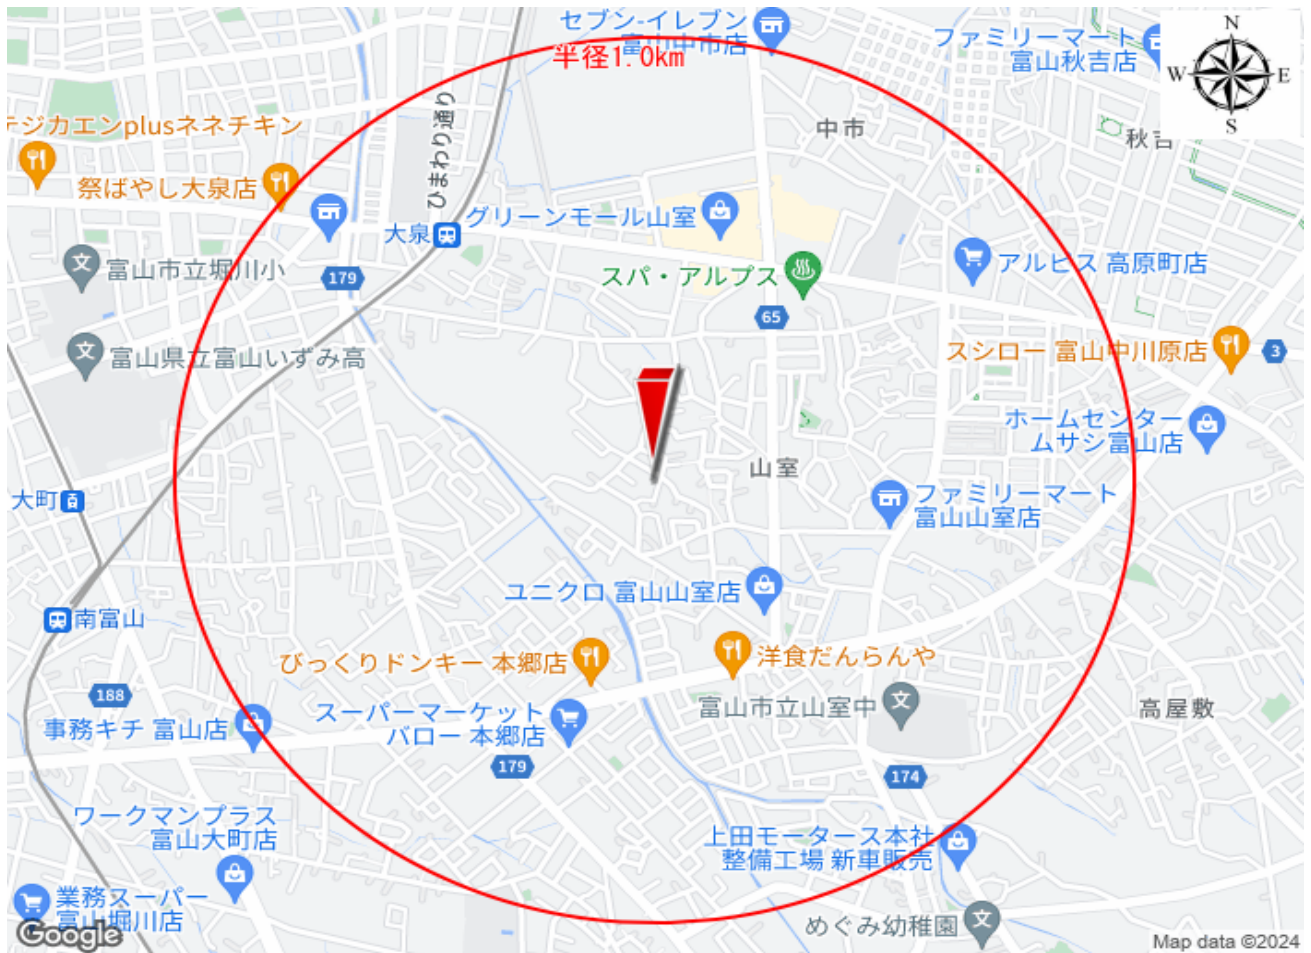 セブン-イレブン
富山中市店
半径1.0km
ファミリーマート
富山秋吉店
N
W
E
S
テジカエンplusネネチキン
ひまわり通り
中市
秋吉
祭ばやし大泉店
大泉
グリーンモール山室
富山市立堀川小
179
スパ・アルプス
アルビス 高原町店
65
富山県立富山いずみ高
スシロー 富山中川原店
3
ホームセンター
ムサシ富山店
山室
大町
ファミリーマート
富山山室店
ユニクロ 富山山室店
南富山
びっくりドンキー 本郷店
洋食だんらんや
188
事務キチ 富山店
スーパーマーケット
バロー 本郷店
富山市立山室中
高屋敷
179
174
ワークマンプラス
富山大町店
上田モータース本社
整備工場 新車販売
業務スーパー
富山堀川店
めぐみ幼稚園
Google
Map data ©2024